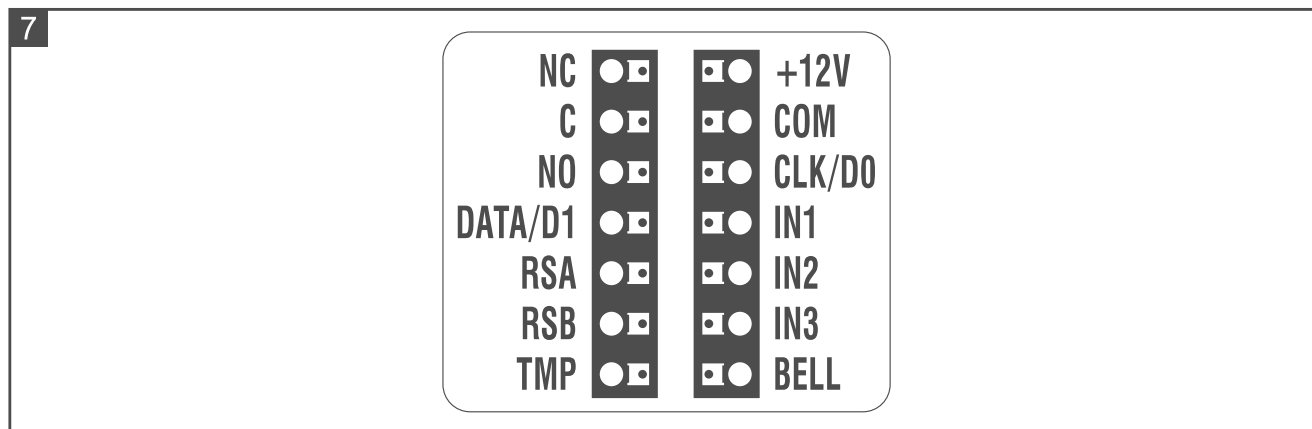 7
NC +12V
C COM
NO CLK/D0
DATA/D1 IN1
RSA IN2
RSB IN3
TMP BELL